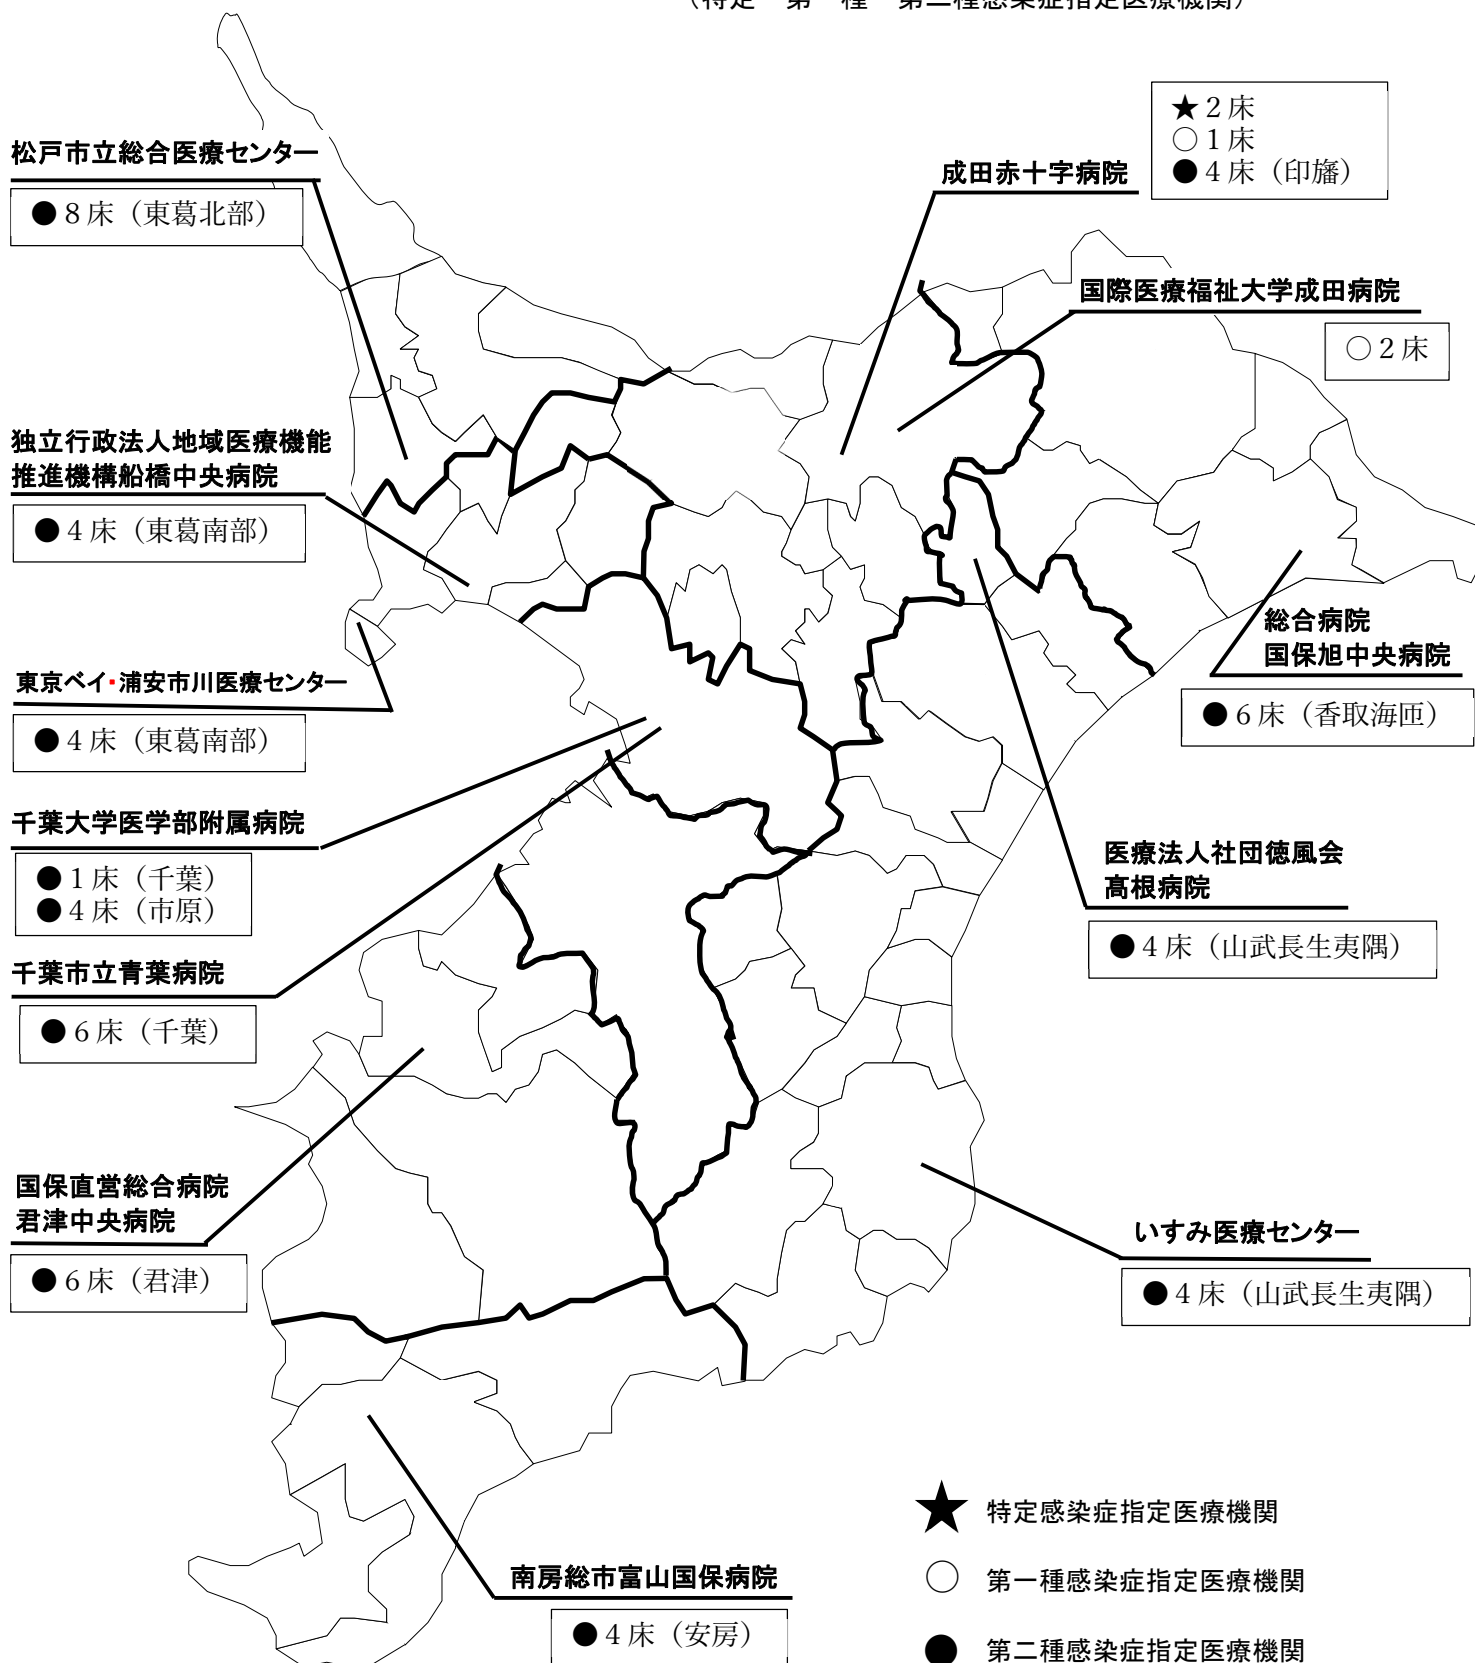 （特定・第一種・第二種感染症指定医療機関）
松戸市立総合医療センター
●８床（東葛北部）
成田赤十字病院
★２床
○１床
●４床（印旛）
国際医療福祉大学成田病院
○２床
独立行政法人地域医療機能
推進機構船橋中央病院
●４床（東葛南部）
東京ベイ・浦安市川医療センター
●４床（東葛南部）
総合病院
国保旭中央病院
●６床（香取海匝）
千葉大学医学部附属病院
●１床（千葉）
●４床（市原）
千葉市立青葉病院
●６床（千葉）
医療法人社団徳風会
髙根病院
●４床（山武長生夷隅）
国保直営総合病院
君津中央病院
●６床（君津）
いすみ医療センター
●４床（山武長生夷隅）
南房総市富山国保病院
●４床（安房）
★ 特定感染症指定医療機関
○ 第一種感染症指定医療機関
● 第二種感染症指定医療機関